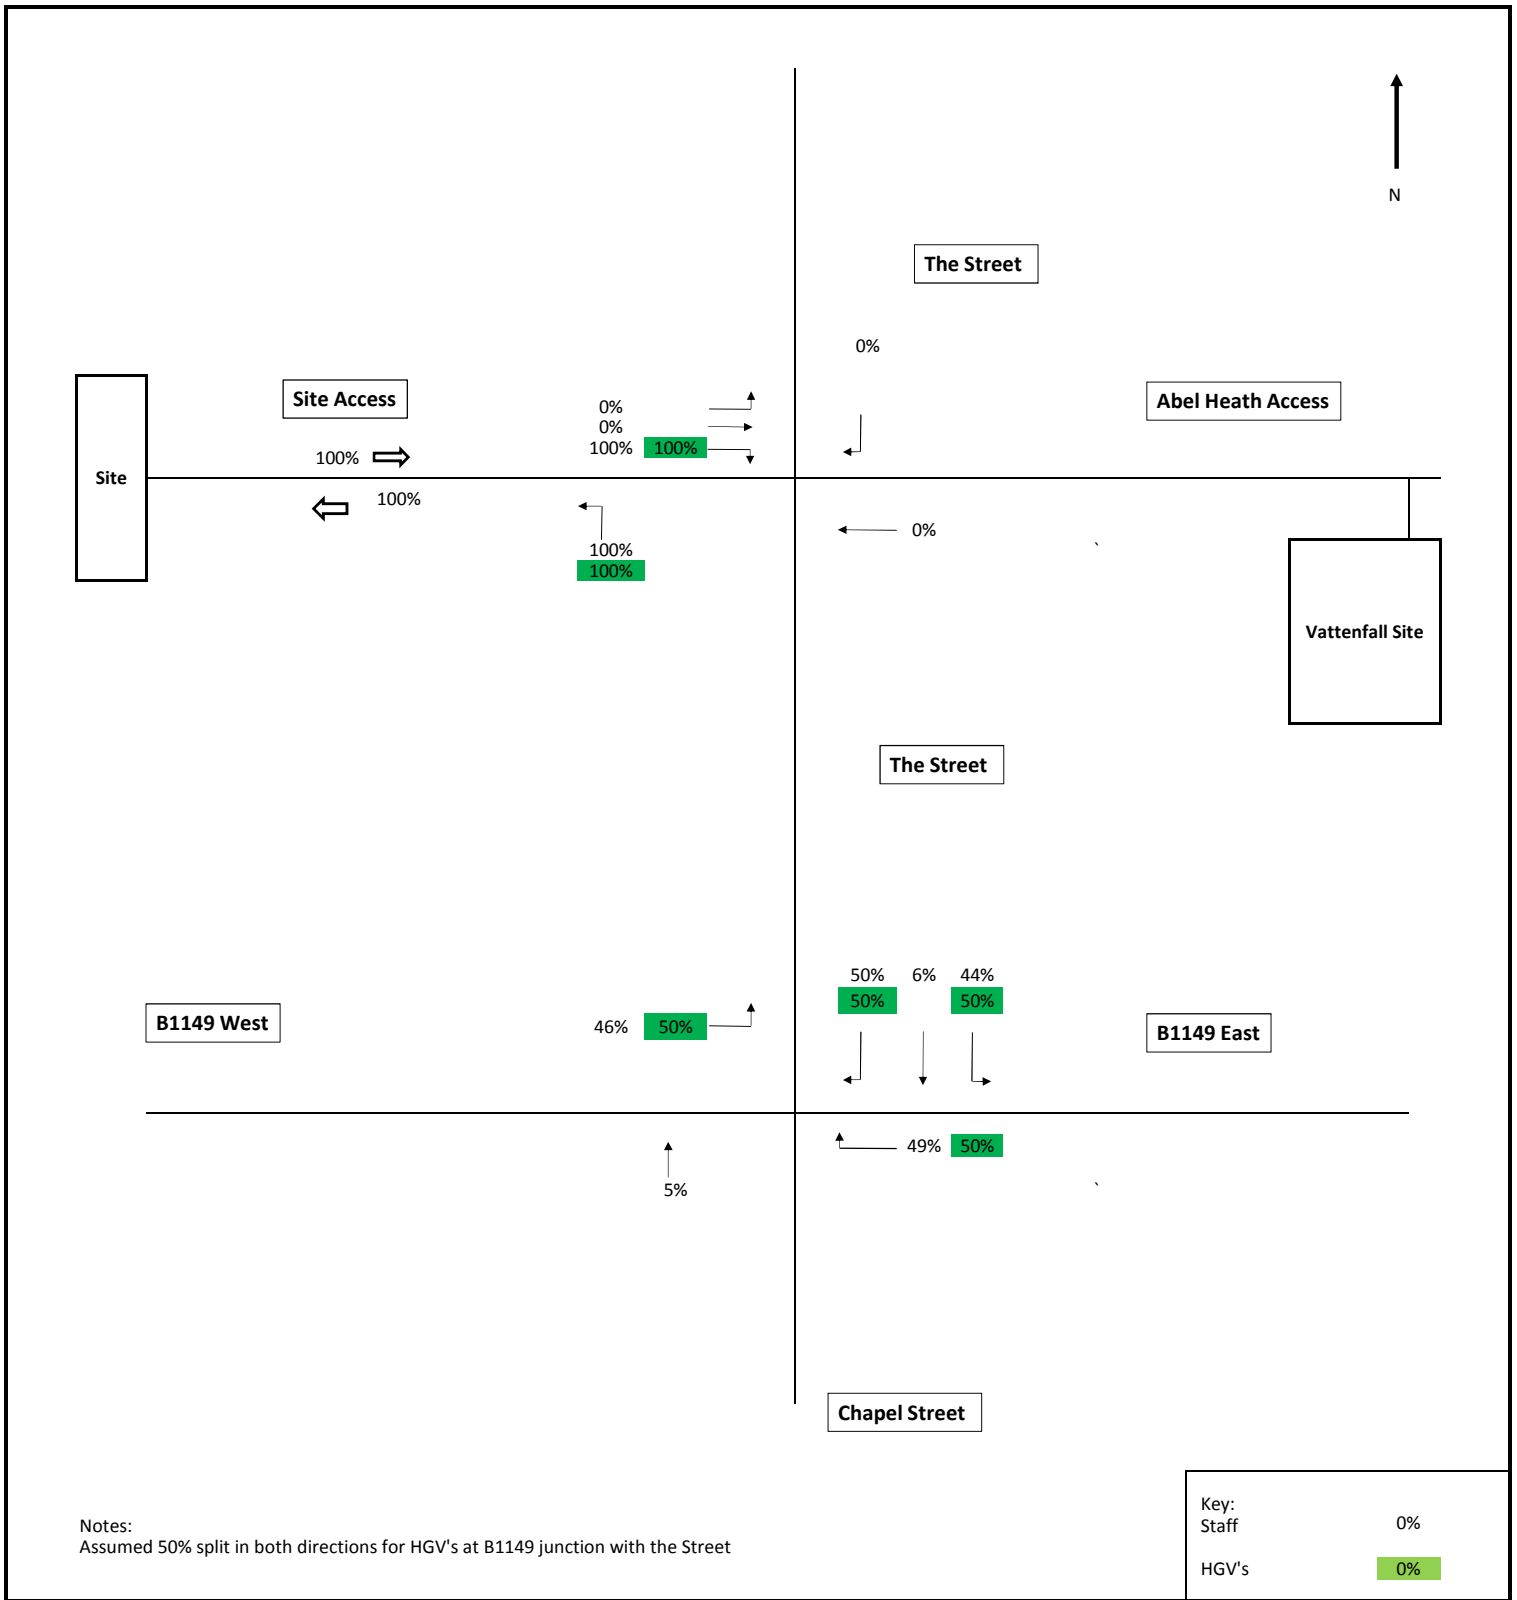 N
The Street
0%
Site Access
Abel Heath Access
0%
0%
100% 100%
100%
Site
100%
0%
100%
100%
Vattenfall Site
The Street
50% 6% 44%
50% 50%
B1149 West
46% 50%
B1149 East
49% 50%
5%
Chapel Street
Notes:
Assumed 50% split in both directions for HGV's at B1149 junction with the Street
Key:
Staff 0%
HGV's 0%